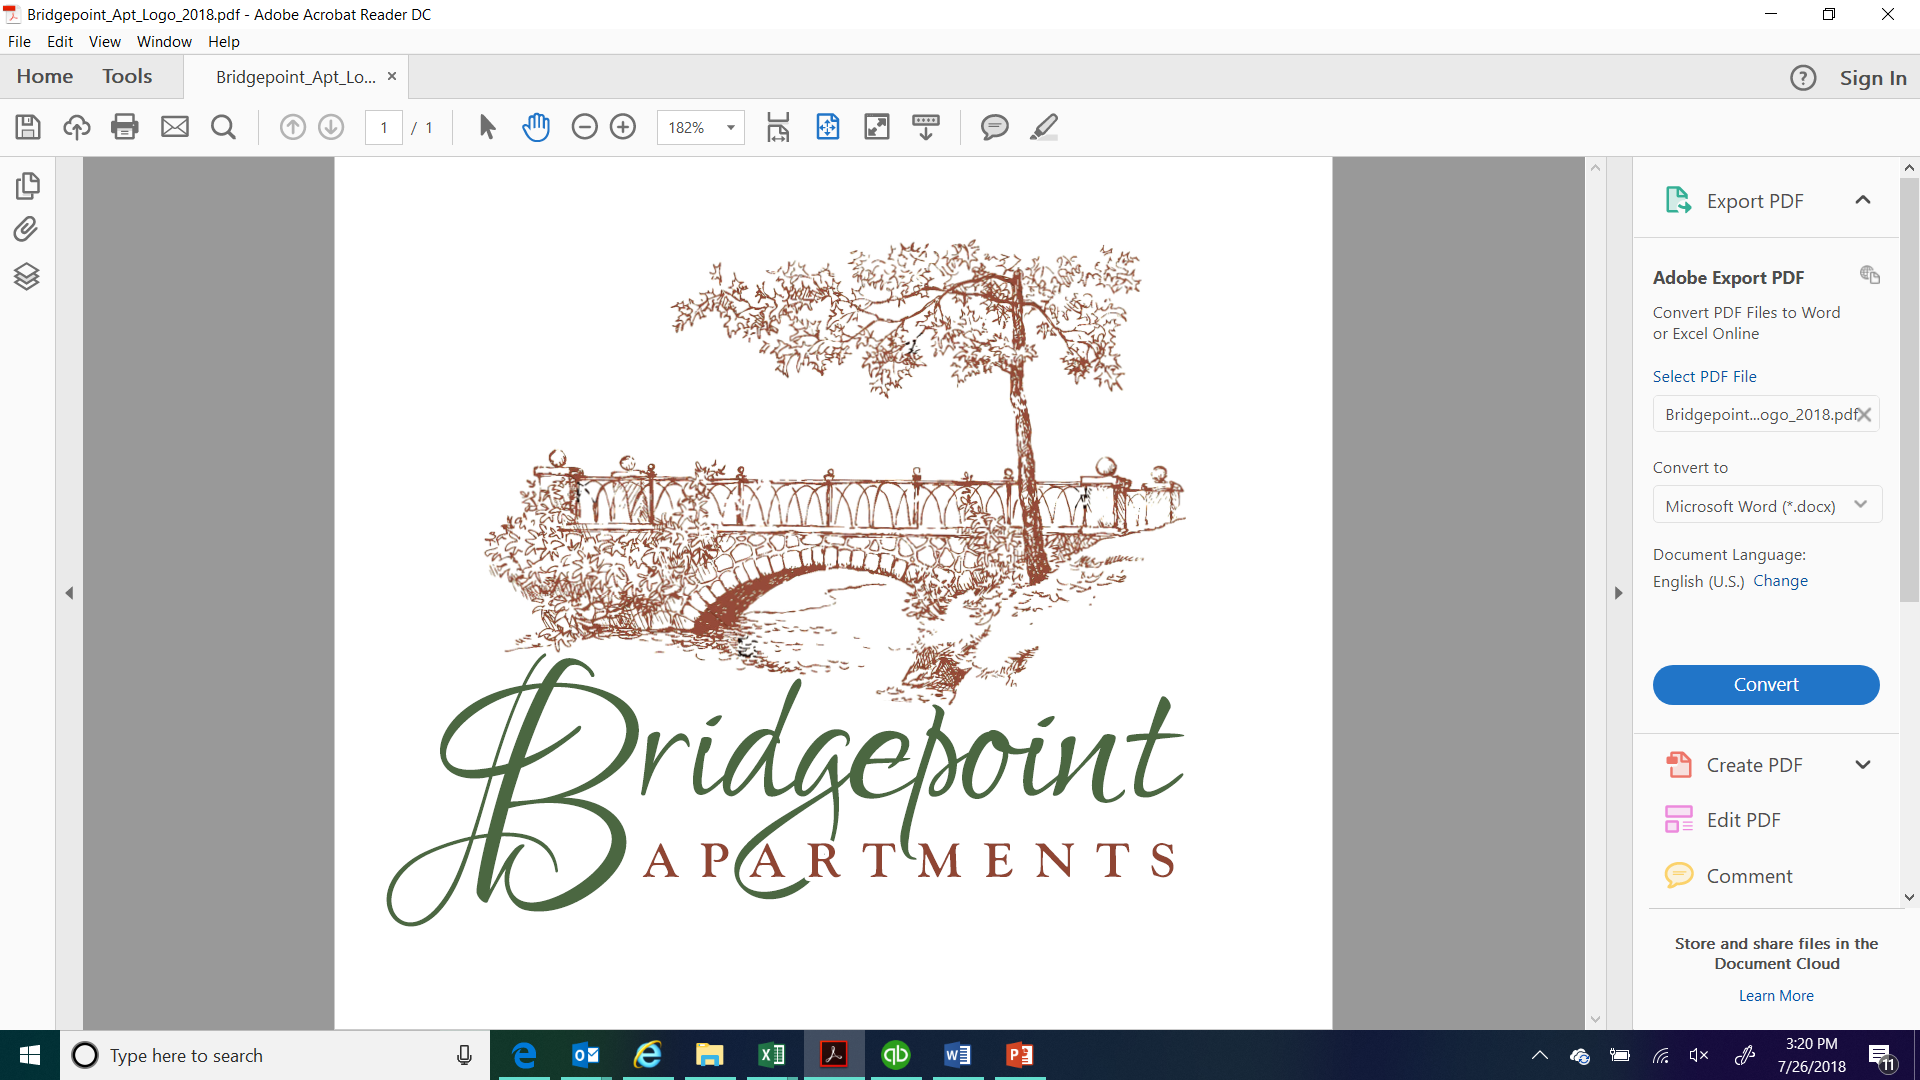 Bridgepoint_Apt_Logo_2018.pdf - Adobe Acrobat Reader DC
File Edit View Window Help
Home Tools Bridgepoint_Apt_Lo... × Sign In
1 / 1 182%
Export PDF
Adobe Export PDF
Convert PDF Files to Word
or Excel Online
Select PDF File
Bridgepoint...ogo_2018.pdf
Convert to
Microsoft Word (*.docx)
Document Language:
English (U.S.) Change
Convert
Create PDF
Edit PDF
Comment
Store and share files in the
Document Cloud
Learn More
Bridgepoint
APARTMENTS
Type here to search
3:20 PM
7/26/2018
11